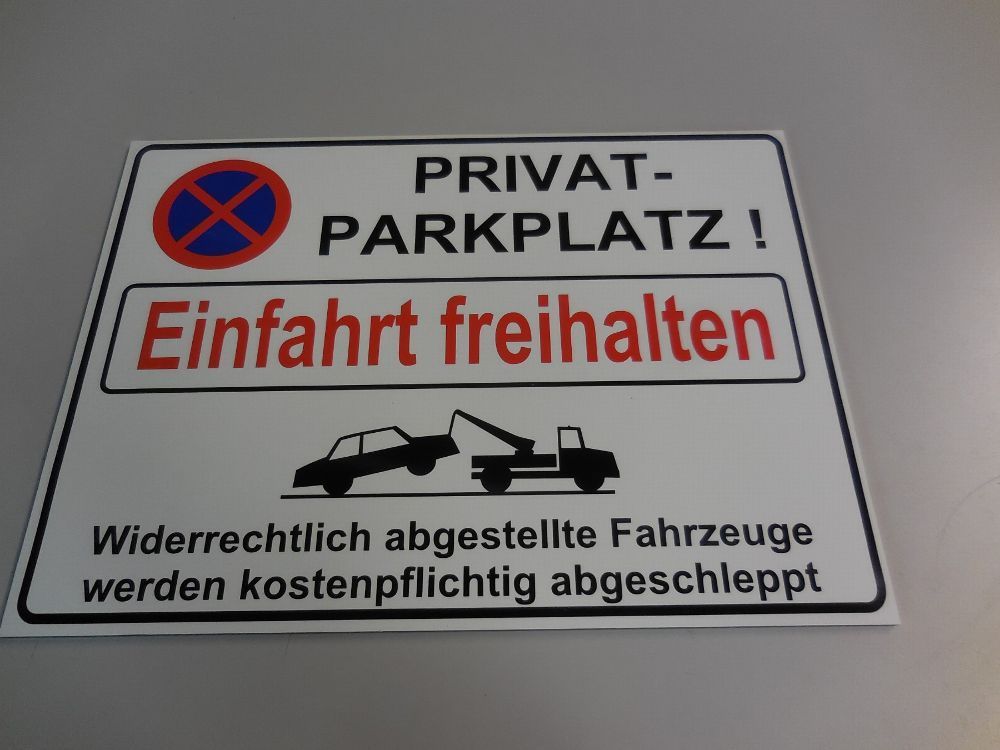 PRIVAT-
PARKPLATZ !
Einfahrt freihalten
Widerrechtlich abgestellte Fahrzeuge
werden kostenpflichtig abgeschleppt